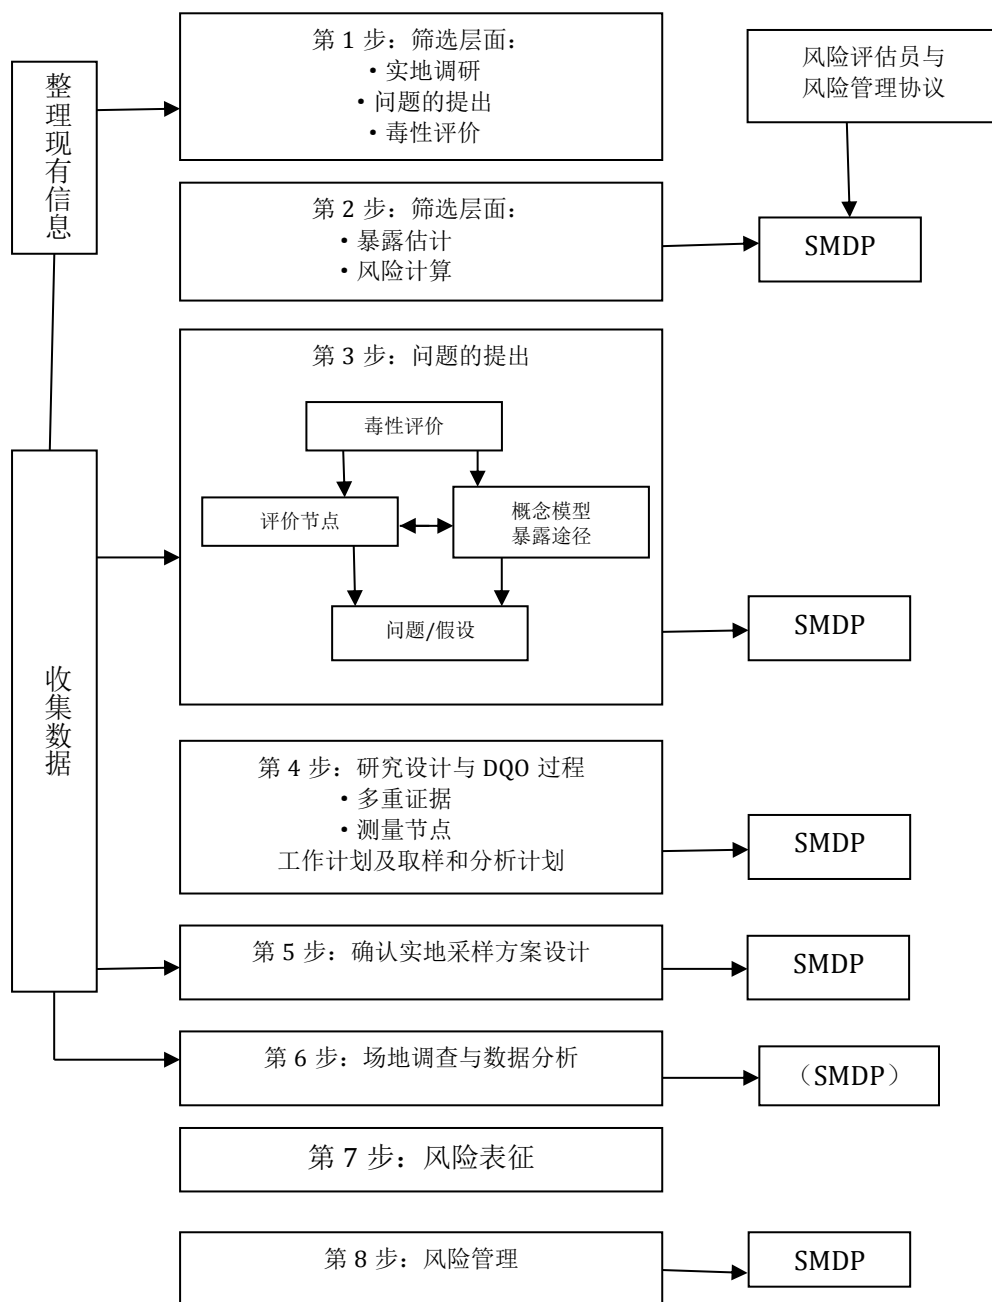 整理现有信息
第 1 步：筛选层面：
• 实地调研
• 问题的提出
• 毒性评价
风险评估员与
风险管理协议
第 2 步：筛选层面：
• 暴露估计
• 风险计算
SMDP
第 3 步：问题的提出
毒性评价
评价节点
概念模型
暴露途径
问题/假设
SMDP
收集数据
第 4 步：研究设计与 DQO 过程
• 多重证据
• 测量节点
工作计划及取样和分析计划
SMDP
第 5 步：确认实地采样方案设计
SMDP
第 6 步：场地调查与数据分析
（SMDP）
第 7 步：风险表征
第 8 步：风险管理
SMDP